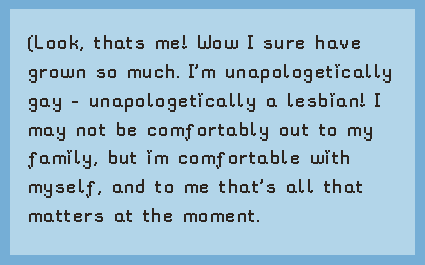 (Look, thats me! Wow I sure have
grown so much. I'm unapologetically
gay - unapologetically a lesbian! I
may not be comfortably out to my
family, but im comfortable with
myself, and to me that's all that
matters at the moment.